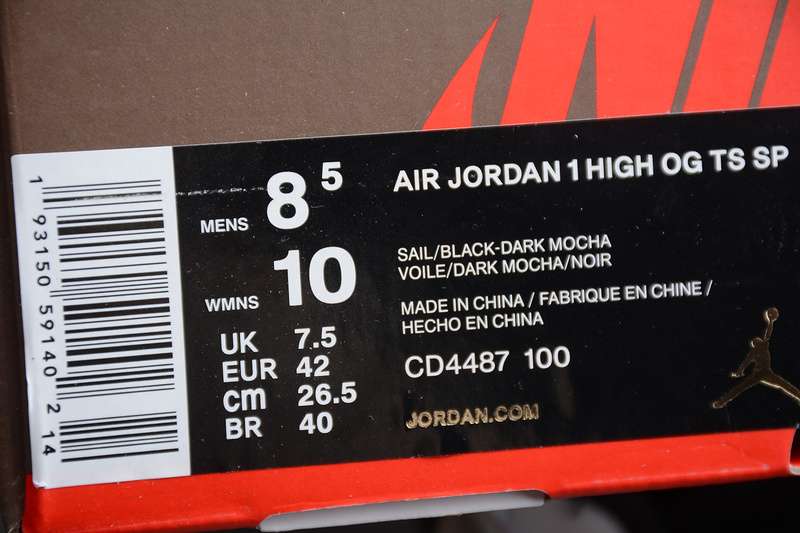 AIR JORDAN 1 HIGH OG TS SP
MENS 8 5
WMNS 10
UK 7.5
EUR 42
cm 26.5
BR 40
SAIL/BLACK-DARK MOCHA
VOILE/DARK MOCHA/NOIR
MADE IN CHINA / FABRIQUE EN CHINE /
HECHO EN CHINA
CD4487 100
JORDAN.COM
1 93150 59140 2 14